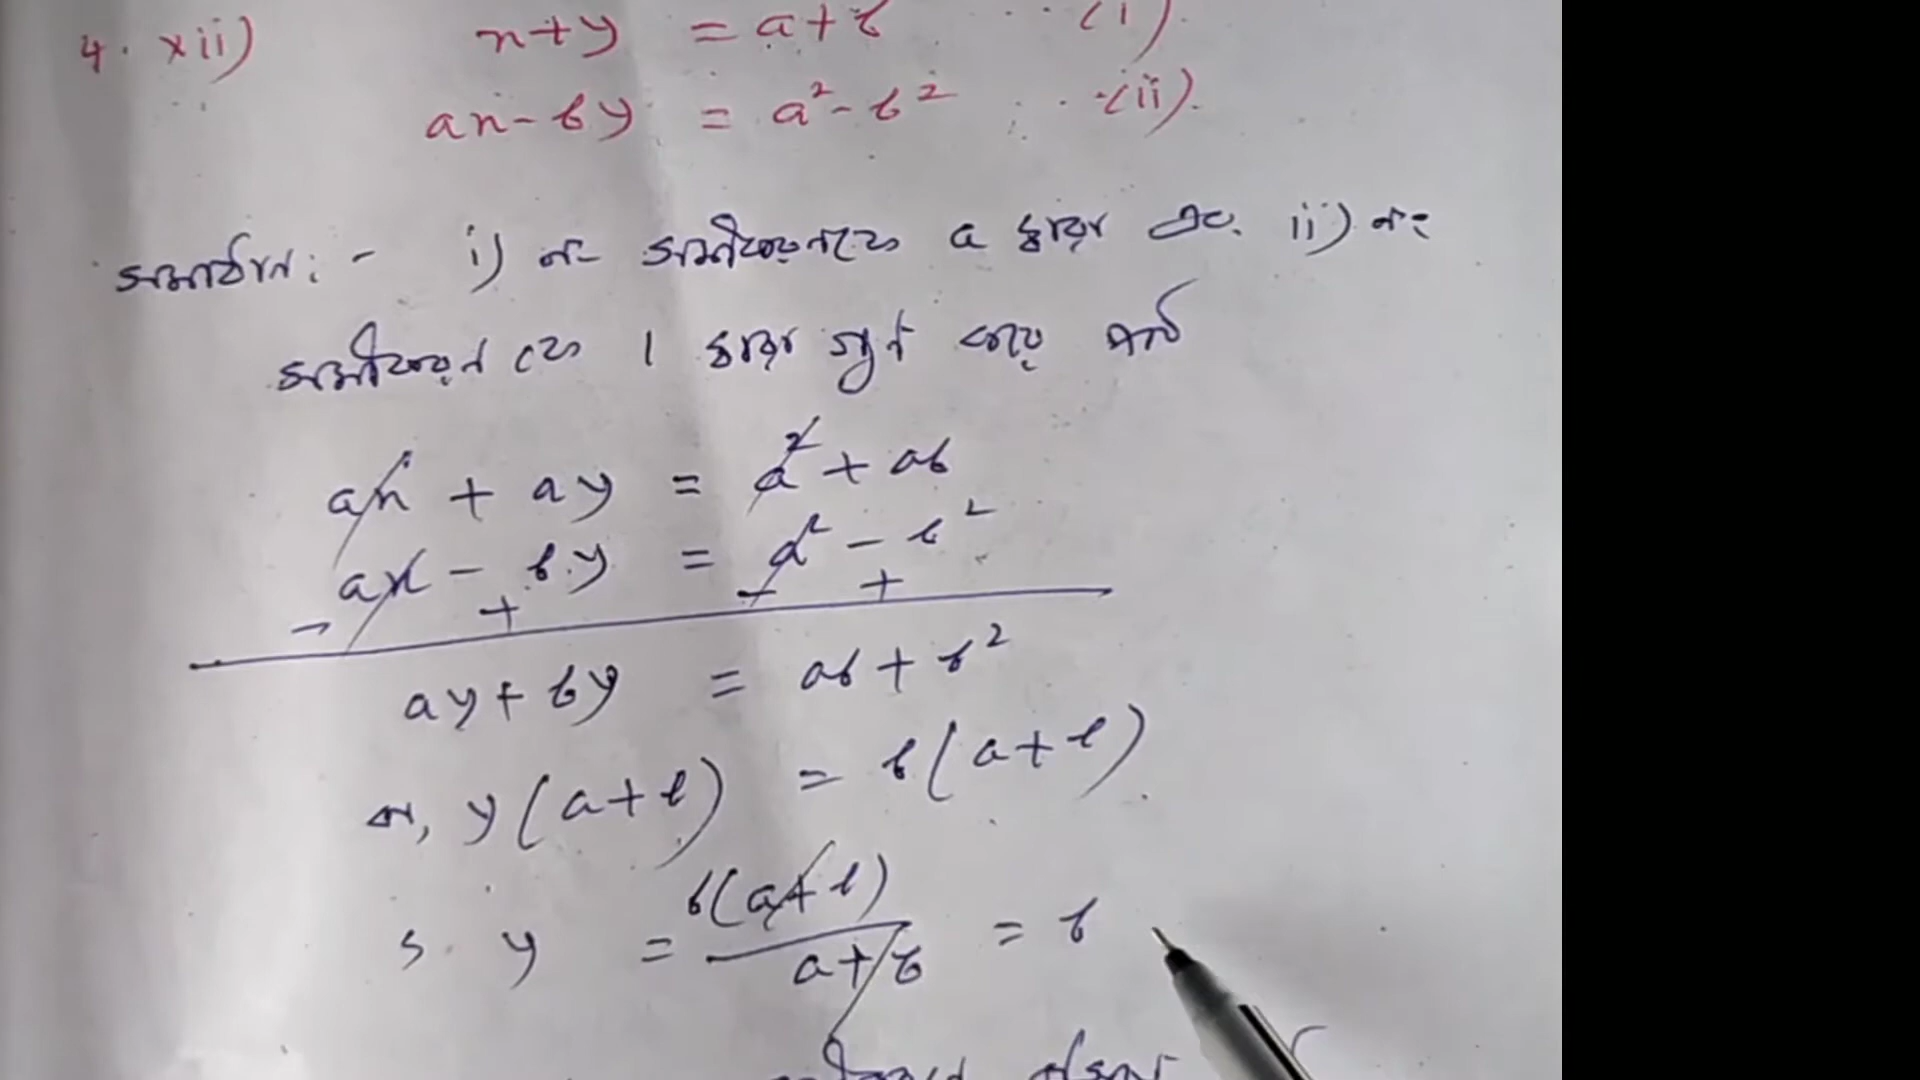 4. xii) x+y = a+b ...(i).
ax-by = a²-b² ...(ii).
সমাধান:- i) নং সমীকরণকে a দ্বারা এবং ii) নং
সমীকরণ কে 1 দ্বারা গুণ করে পাই
ax + ay = a² + ab
ax - by = a² - b²
- + - +
ay + by = ab + b²
বা, y(a+b) = b(a+b)
y = b(a+b)/a+b = b